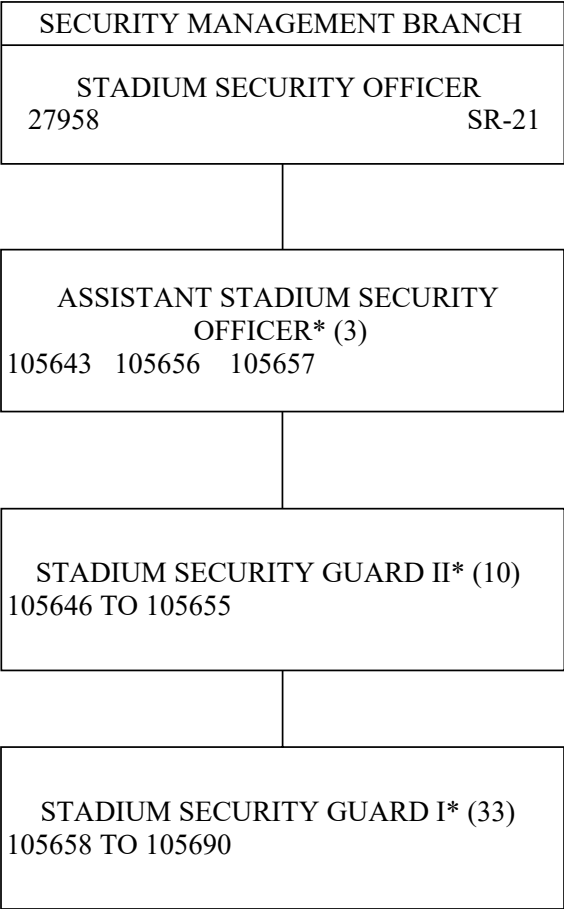 SECURITY MANAGEMENT BRANCH
STADIUM SECURITY OFFICER
27958 SR-21
ASSISTANT STADIUM SECURITY
OFFICER* (3)
105643 105656 105657
STADIUM SECURITY GUARD II* (10)
105646 TO 105655
STADIUM SECURITY GUARD I* (33)
105658 TO 105690